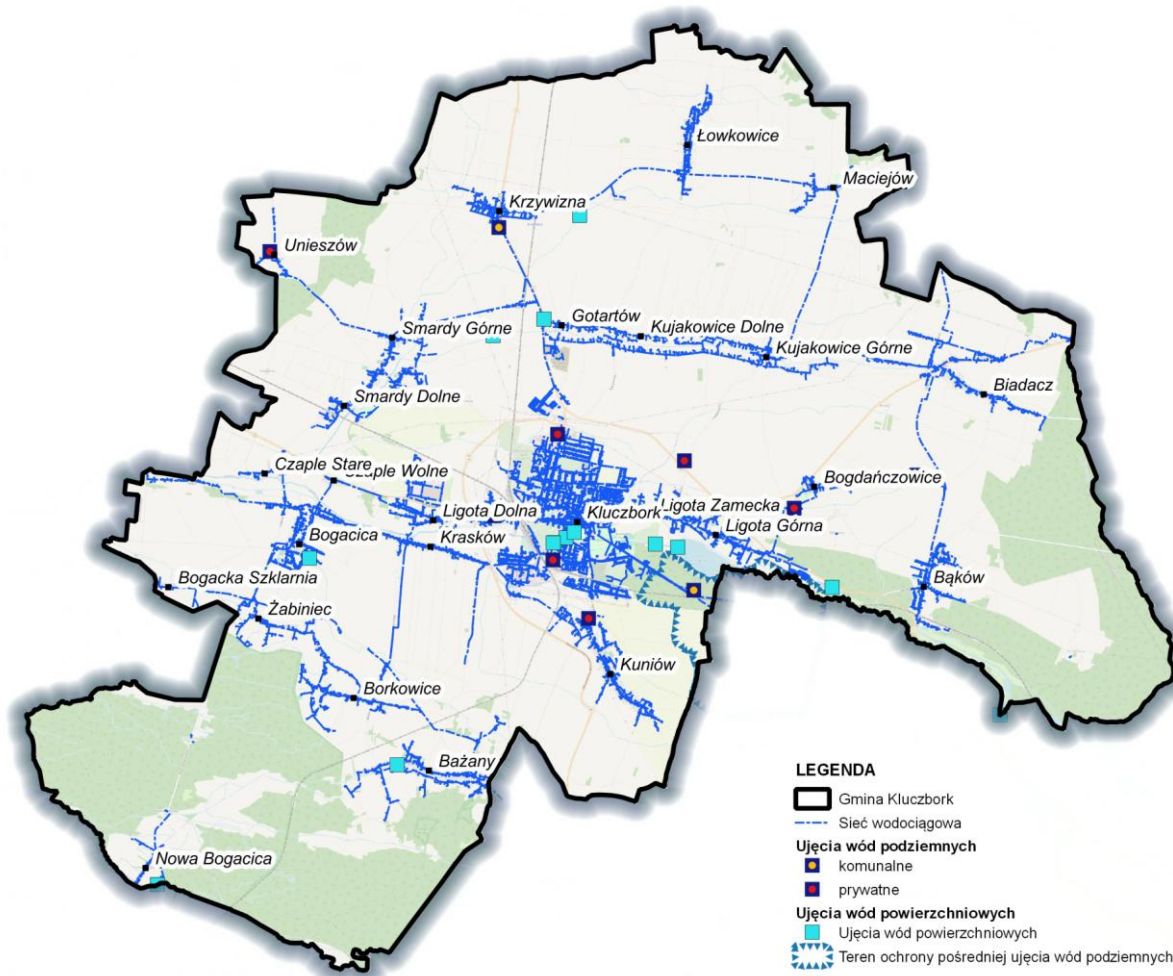 Łowkowice
Maciejów
Krzywizna
Unieszów
Gotartów
Smardy Górne
Kujakowice Dolne
Kujakowice Górne
Biadacz
Smardy Dolne
Czaple Stare
Czaple Wolne
Bogdańczowice
Ligota Zamecka
Ligota Dolna
Kluczbork
Ligota Górna
Bogacica
Krasków
Bogacka Szklarnia
Bąków
Żabiniec
Kuniów
Borkowice
Bażany
Nowa Bogacica
LEGENDA
Gmina Kluczbork
Sieć wodociągowa
Ujęcia wód podziemnych
komunalne
prywatne
Ujęcia wód powierzchniowych
Ujęcia wód powierzchniowych
Teren ochrony pośredniej ujęcia wód podziemnych